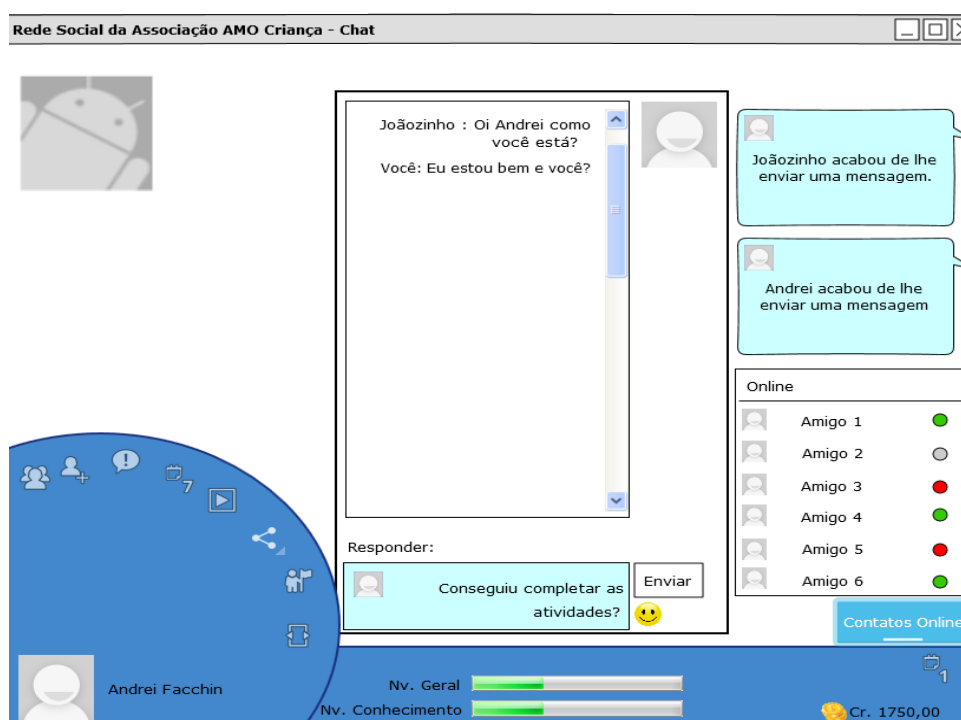 Rede Social da Associação AMO Criança - Chat
Joãozinho : Oi Andrei como
você está?
Você: Eu estou bem e você?
Joãozinho acabou de lhe
enviar uma mensagem.
Andrei acabou de lhe
enviar uma mensagem
Online
Amigo 1
Amigo 2
Amigo 3
Amigo 4
Amigo 5
Amigo 6
Contatos Online
7
Responder:
Conseguiu completar as
atividades?
Enviar
Andrei Facchin
Nv. Geral
Nv. Conhecimento
1
Cr. 1750,00